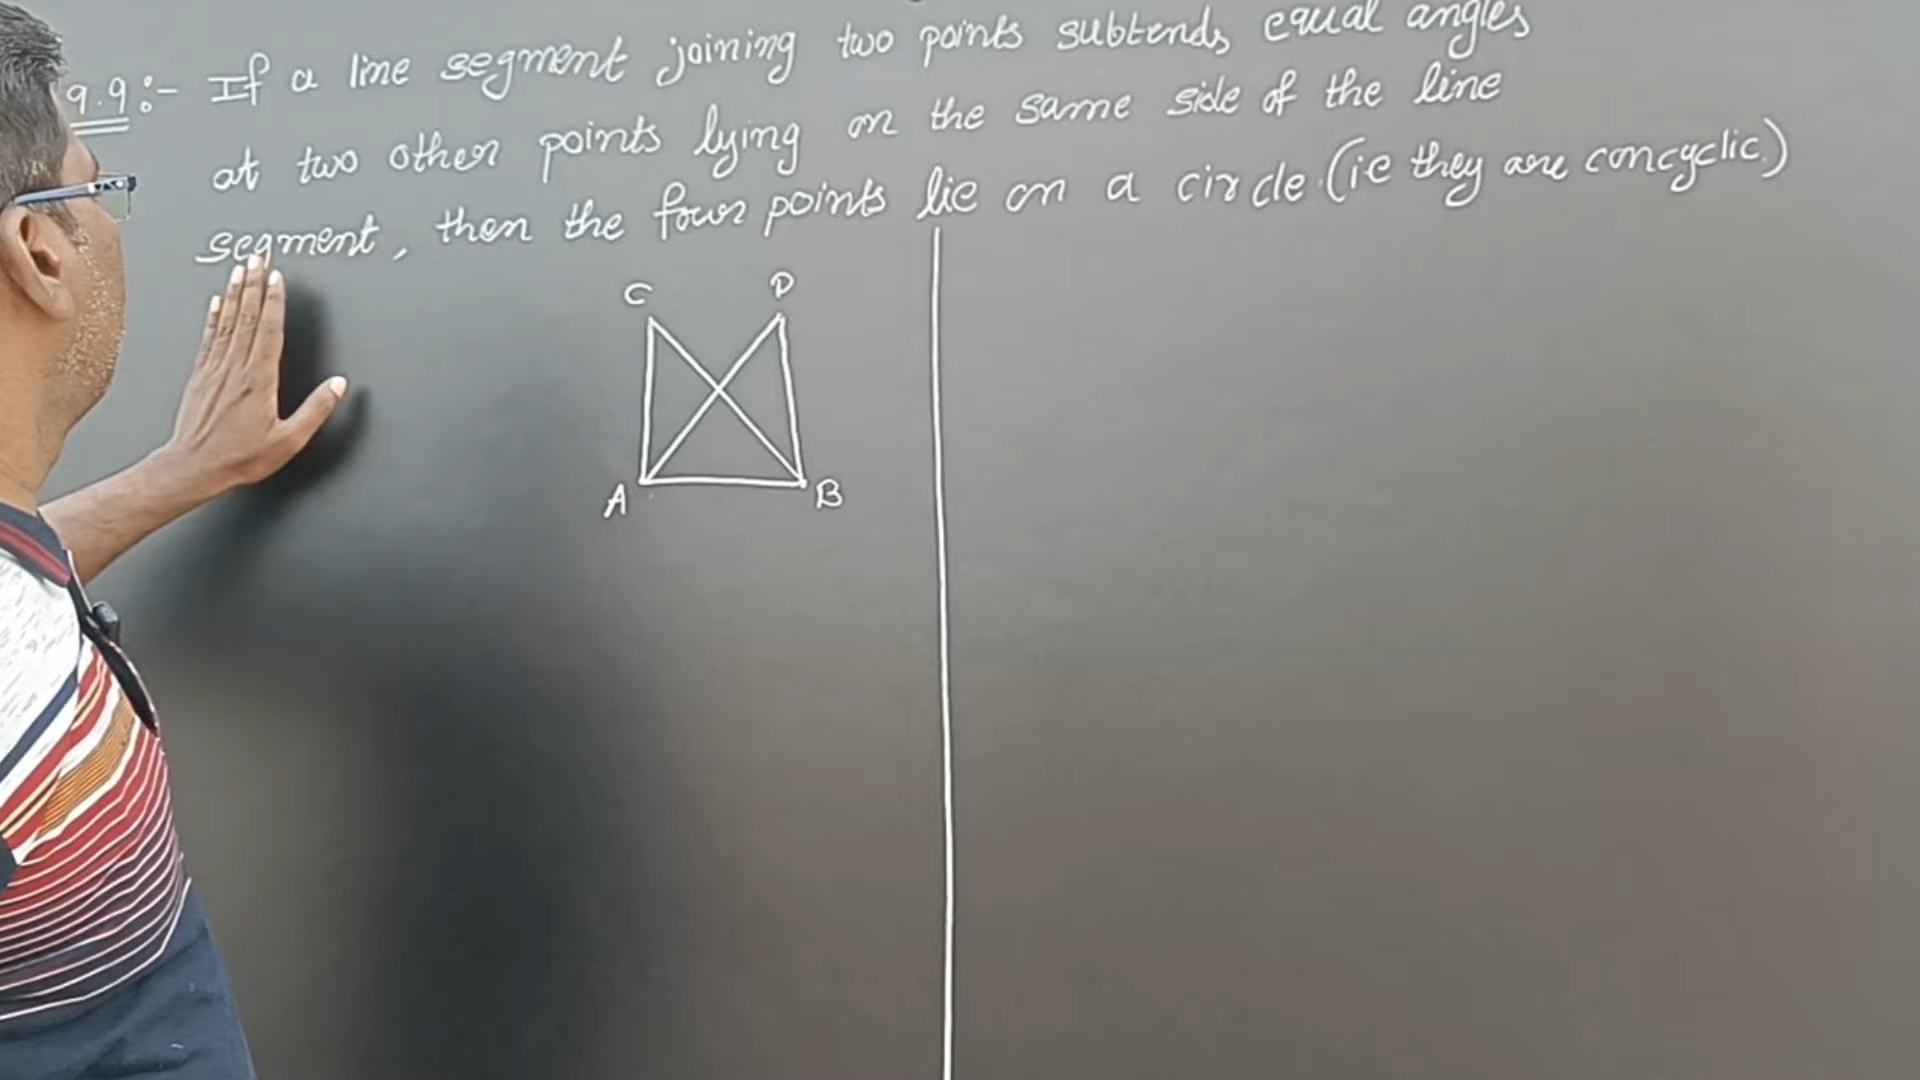 9.9:- If a line segment joining two points subtends equal angles
at two other points lying on the same side of the line
segment, then the four points lie on a circle (ie they are concyclic.)
C D
A B